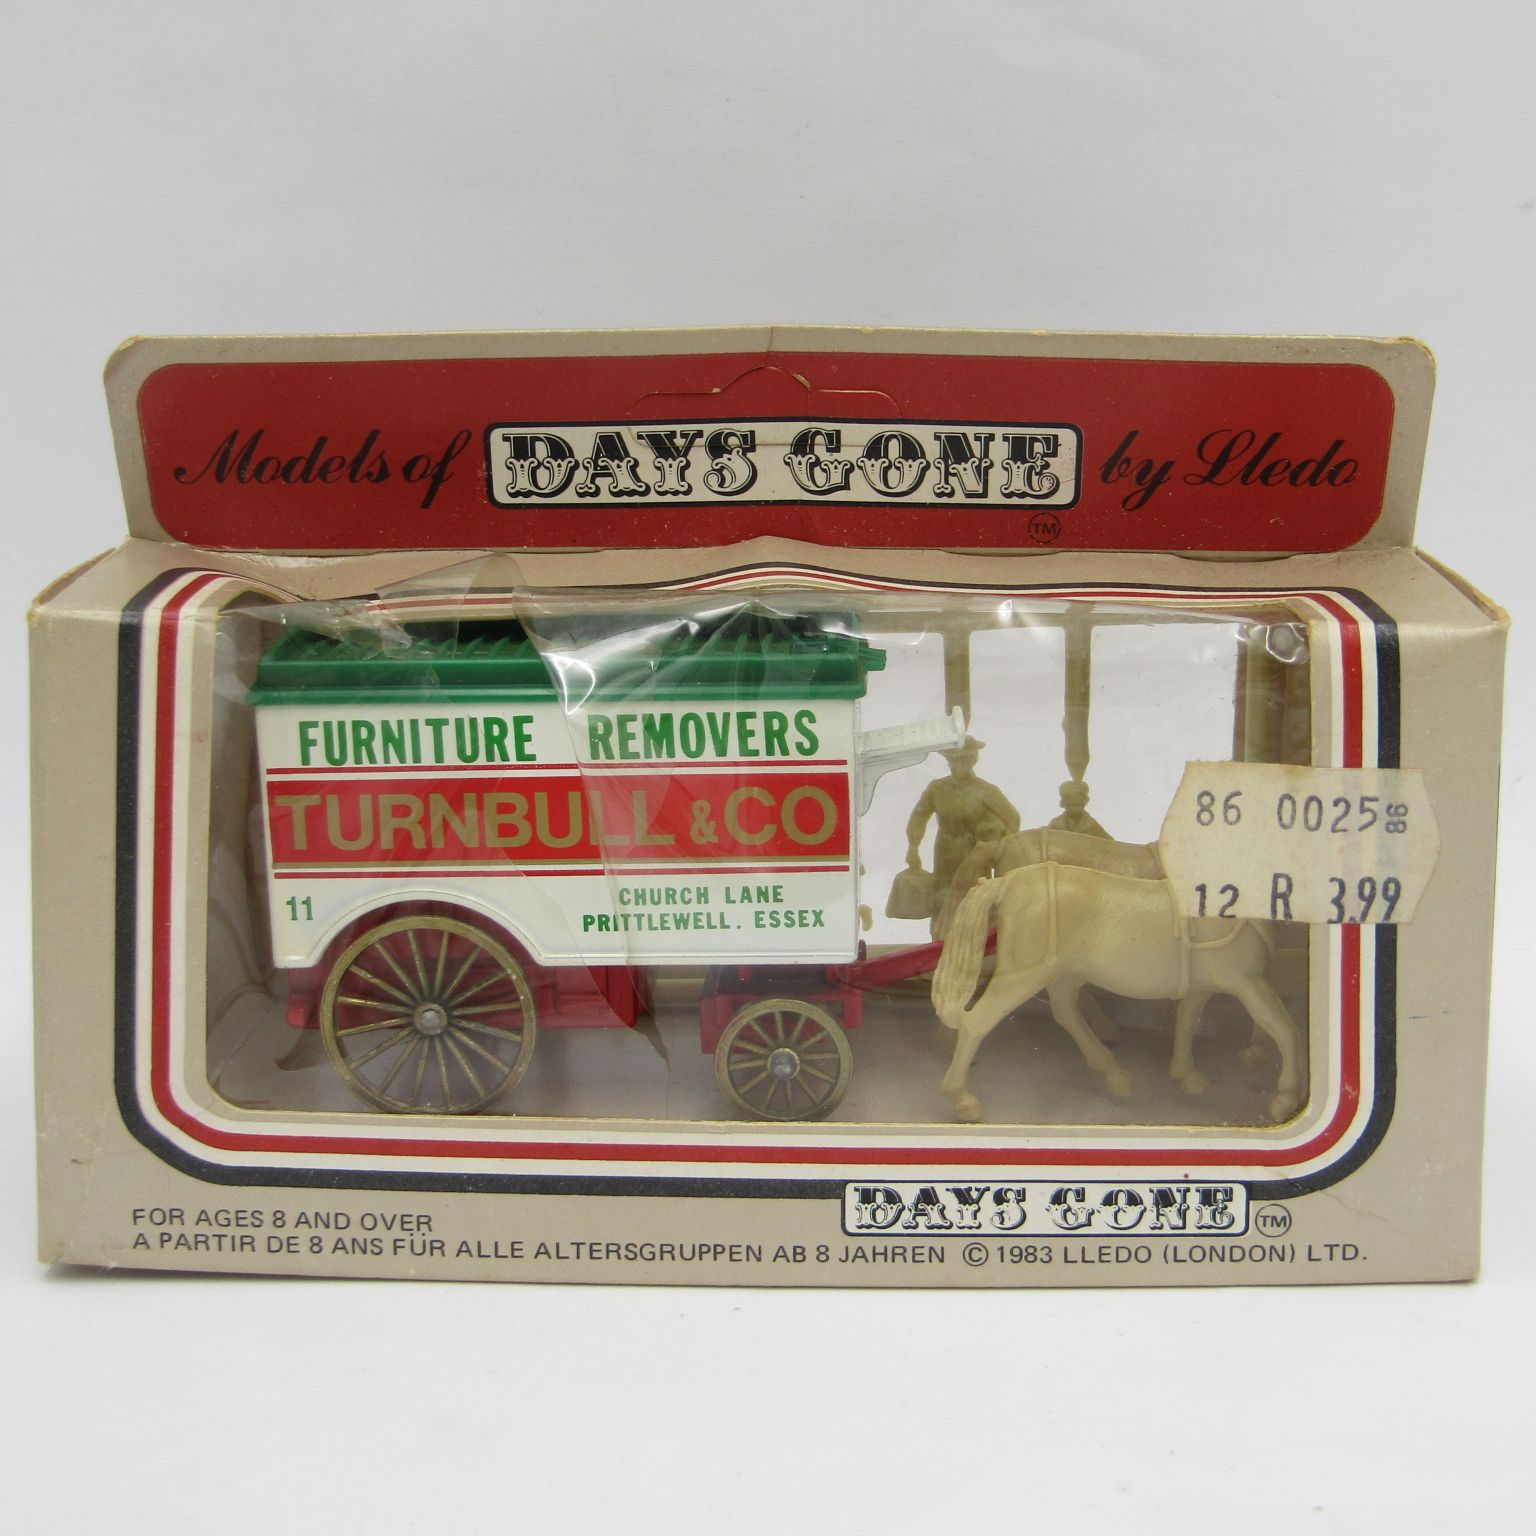 Models of DAYS GONE by Lledo
TM
FURNITURE REMOVERS
TURNBULL & CO
11
CHURCH LANE
PRITTLEWELL. ESSEX
86 0025 86
12 R 3.99
DAYS GONE TM
FOR AGES 8 AND OVER
A PARTIR DE 8 ANS FÜR ALLE ALTERSGRUPPEN AB 8 JAHREN © 1983 LLEDO (LONDON) LTD.